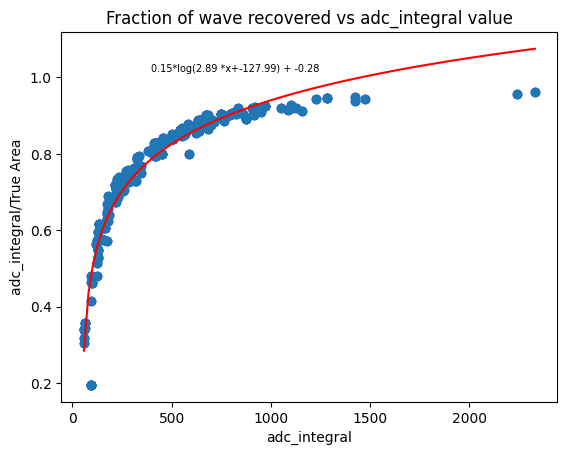 Fraction of wave recovered vs adc_integral value
0.15*log(2.89 *x+-127.99) + -0.28
1.0
0.8
0.6
0.4
0.2
adc_integral/True Area
0
500
1000
1500
2000
adc_integral